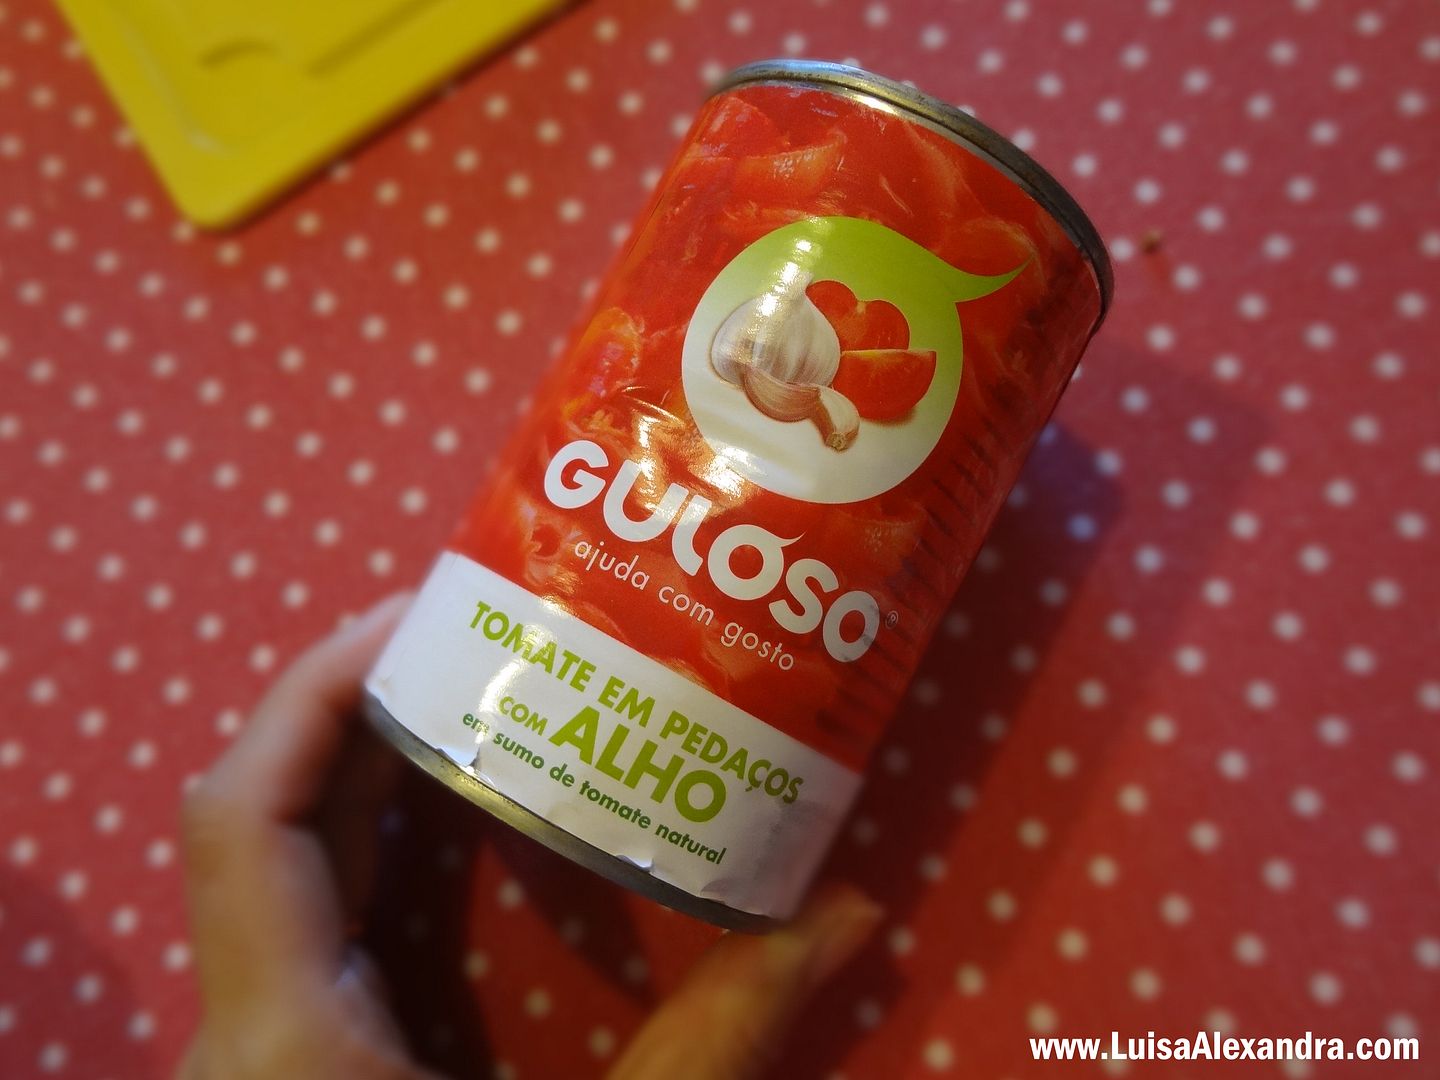 GULOSO®
ajuda com gosto
TOMATE EM PEDAÇOS
COM ALHO
em sumo de tomate natural
www.LuisaAlexandra.com